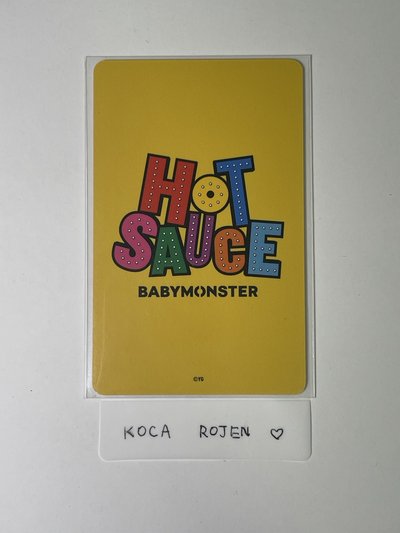 HOT
SAUCE
BABYMONSTER
©YG
KOCA ROJEN ♡